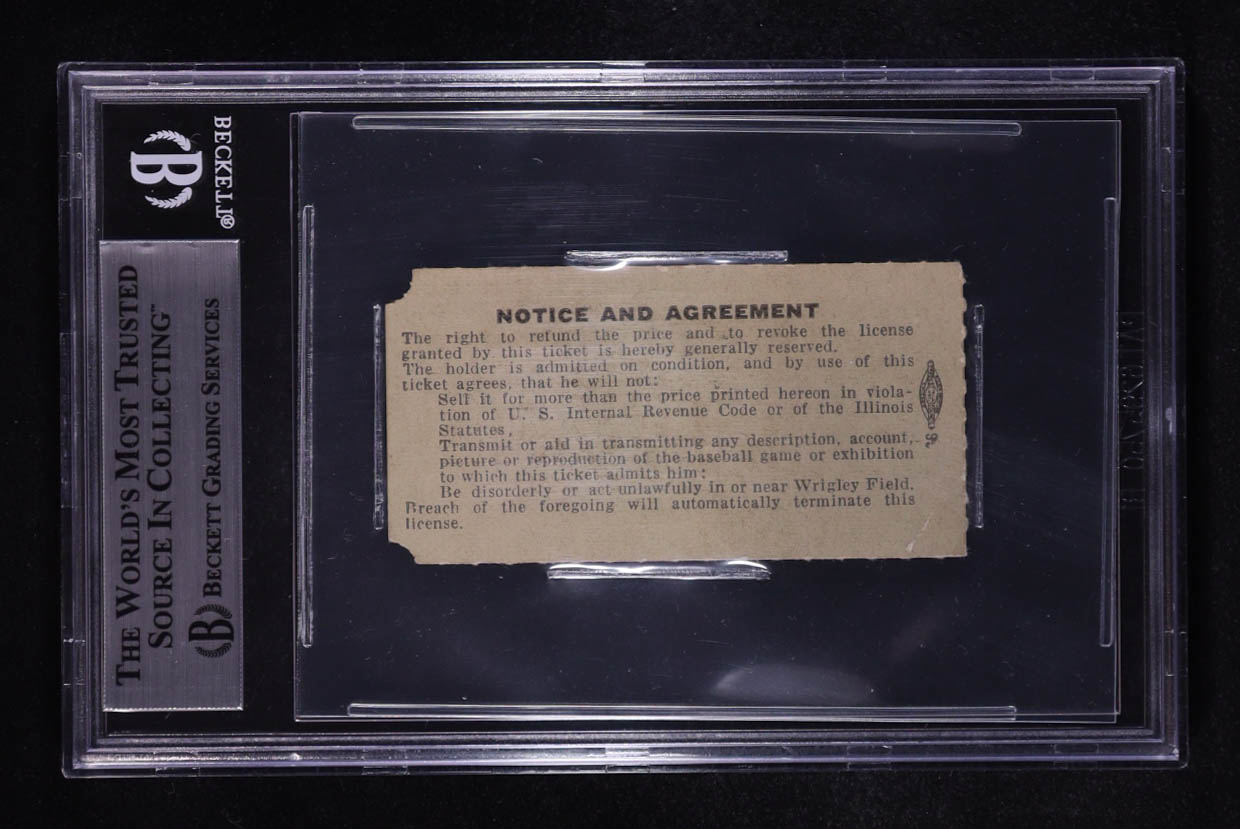 BECKETT®
B
THE WORLD'S MOST TRUSTED
SOURCE IN COLLECTING™
B BECKETT GRADING SERVICES
NOTICE AND AGREEMENT
The right to refund the price and to revoke the license
granted by this ticket is hereby generally reserved.
The holder is admitted on condition, and by use of this
ticket agrees, that he will not:
Sell it for more than the price printed hereon in viola-
tion of U. S. Internal Revenue Code or of the Illinois
Statutes,
Transmit or aid in transmitting any description, account,
picture or reproduction of the baseball game or exhibition
to which this ticket admits him;
Be disorderly or act unlawfully in or near Wrigley Field.
Breach of the foregoing will automatically terminate this
license.